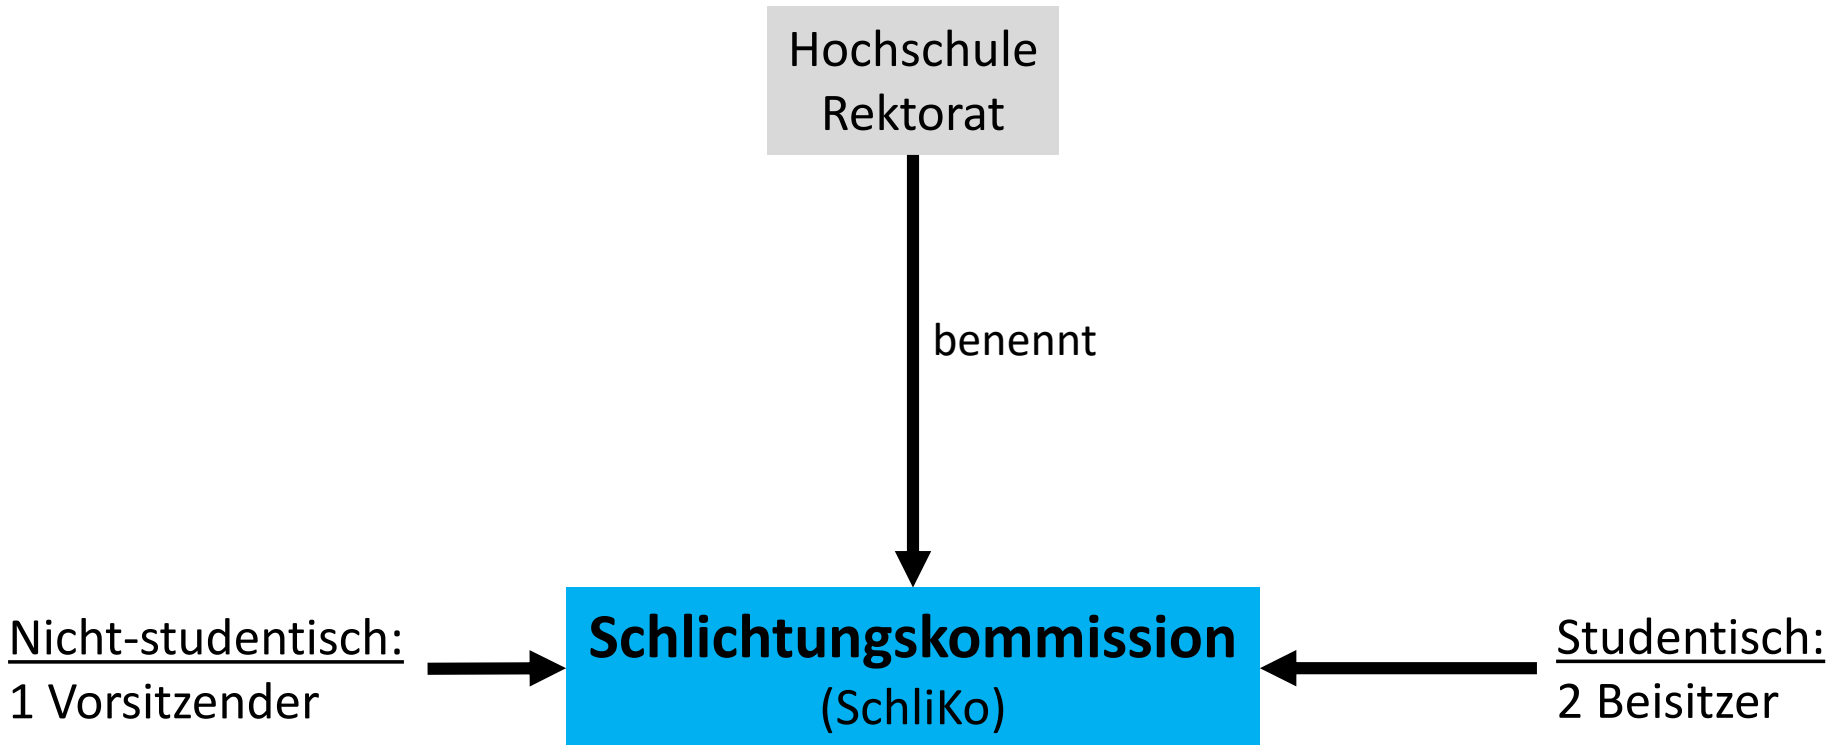 Hochschule
Rektorat
benennt
Nicht-studentisch:
1 Vorsitzender
Schlichtungskommission
(SchliKo)
Studentisch:
2 Beisitzer